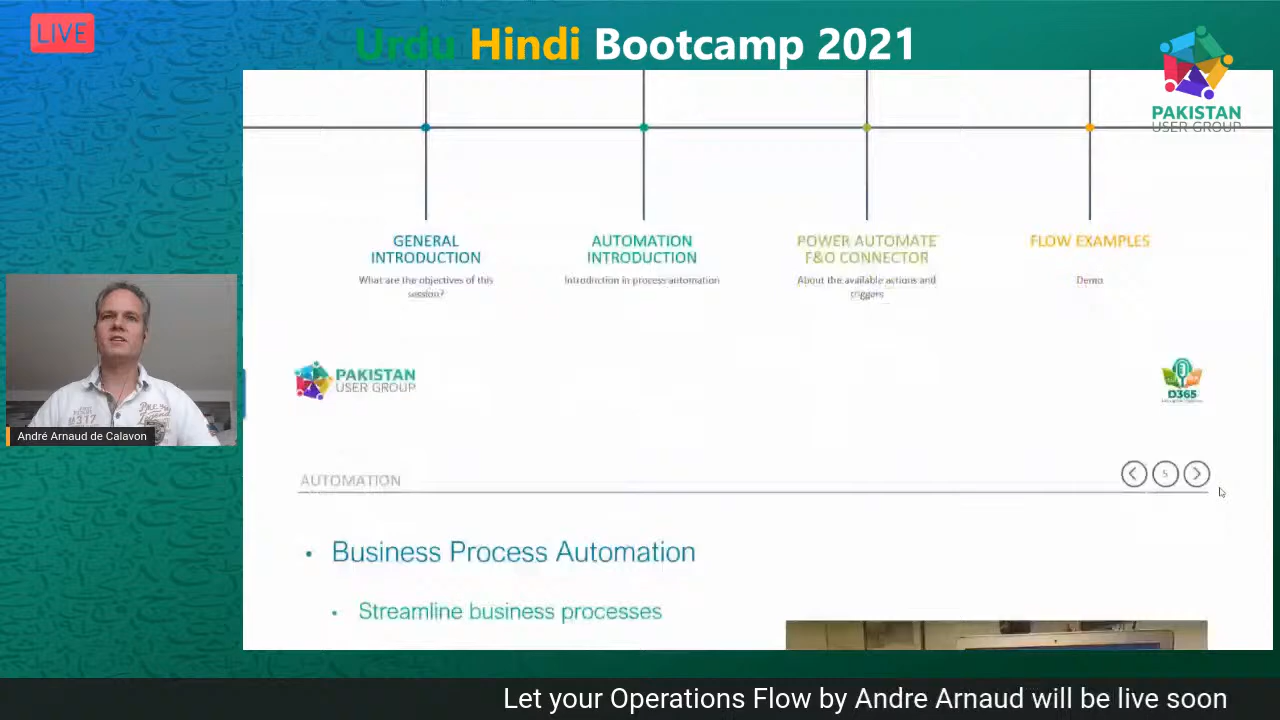 LIVE
Urdu Hindi Bootcamp 2021
PAKISTAN
USER GROUP
GENERAL
INTRODUCTION
What are the objectives of this
session?
AUTOMATION
INTRODUCTION
Introduction in process automation
POWER AUTOMATE
F&O CONNECTOR
About the available actions and
triggers
FLOW EXAMPLES
Demo
PAKISTAN
USER GROUP
D365
André Arnaud de Calavon
AUTOMATION
5
• Business Process Automation
• Streamline business processes
Let your Operations Flow by Andre Arnaud will be live soon